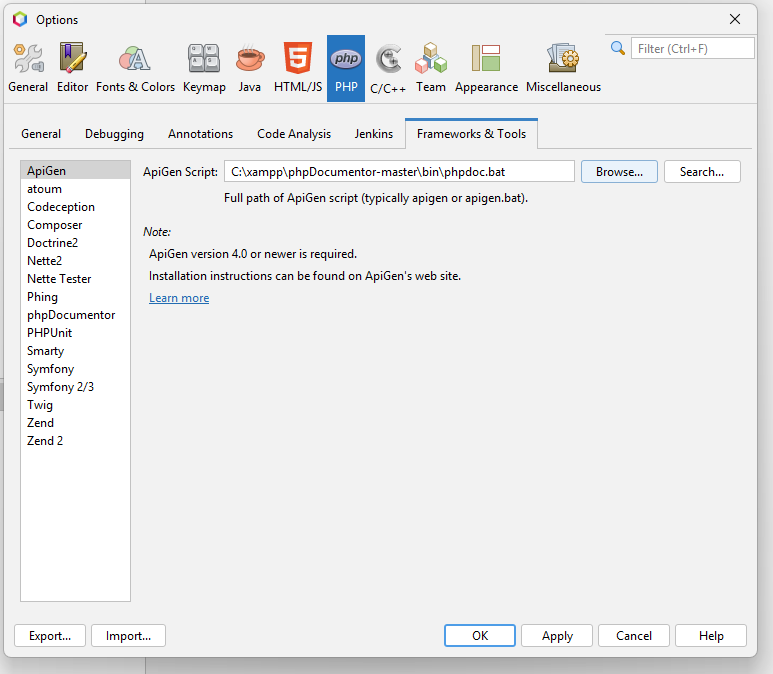 Options
General Editor Fonts & Colors Keymap Java HTML/JS PHP C/C++ Team Appearance Miscellaneous
Filter (Ctrl+F)
General Debugging Annotations Code Analysis Jenkins Frameworks & Tools
ApiGen
atoum
Codeception
Composer
Doctrine2
Nette2
Nette Tester
Phing
phpDocumentor
PHPUnit
Smarty
Symfony
Symfony 2/3
Twig
Zend
Zend 2
ApiGen Script: C:\xampp\phpDocumentor-master\bin\phpdoc.bat Browse... Search...
Full path of ApiGen script (typically apigen or apigen.bat).
Note:
ApiGen version 4.0 or newer is required.
Installation instructions can be found on ApiGen's web site.
Learn more
Export... Import... OK Apply Cancel Help